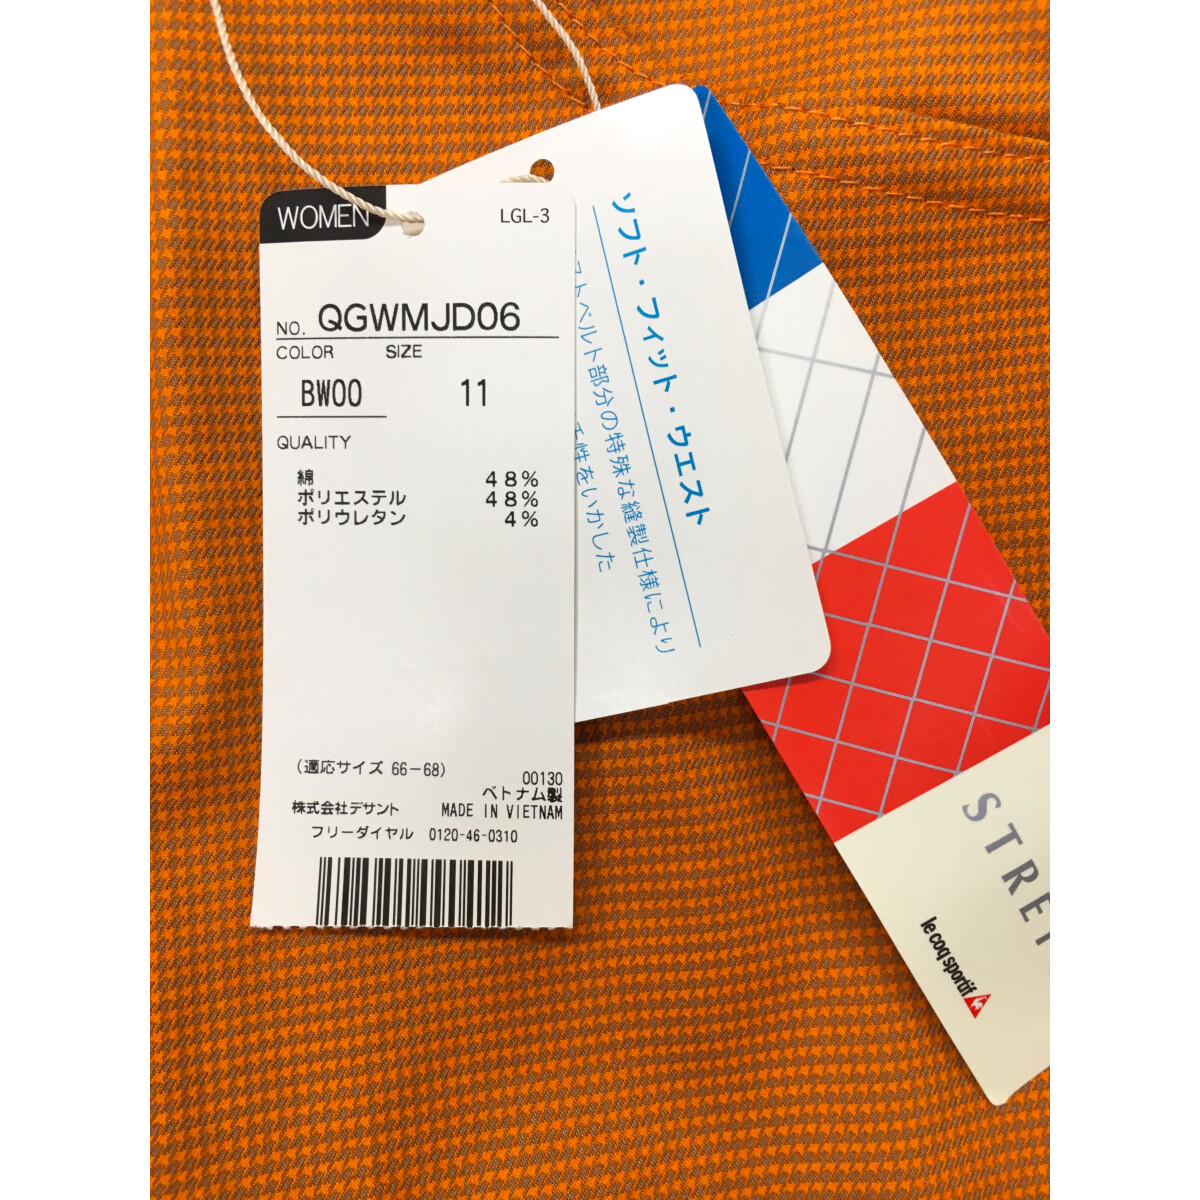 WOMEN
LGL-3
NO. QGWMJD06
COLOR SIZE
BW00 11
QUALITY
綿 48%
ポリエステル 48%
ポリウレタン 4%
(適応サイズ 66-68)
00130
ベトナム製
株式会社デサント MADE IN VIETNAM
フリーダイヤル 0120-46-0310
ソフト・フィット・ウエスト
ストベルト部分の特殊な縫製仕様により
性をいかした
STRE
le coq sportif